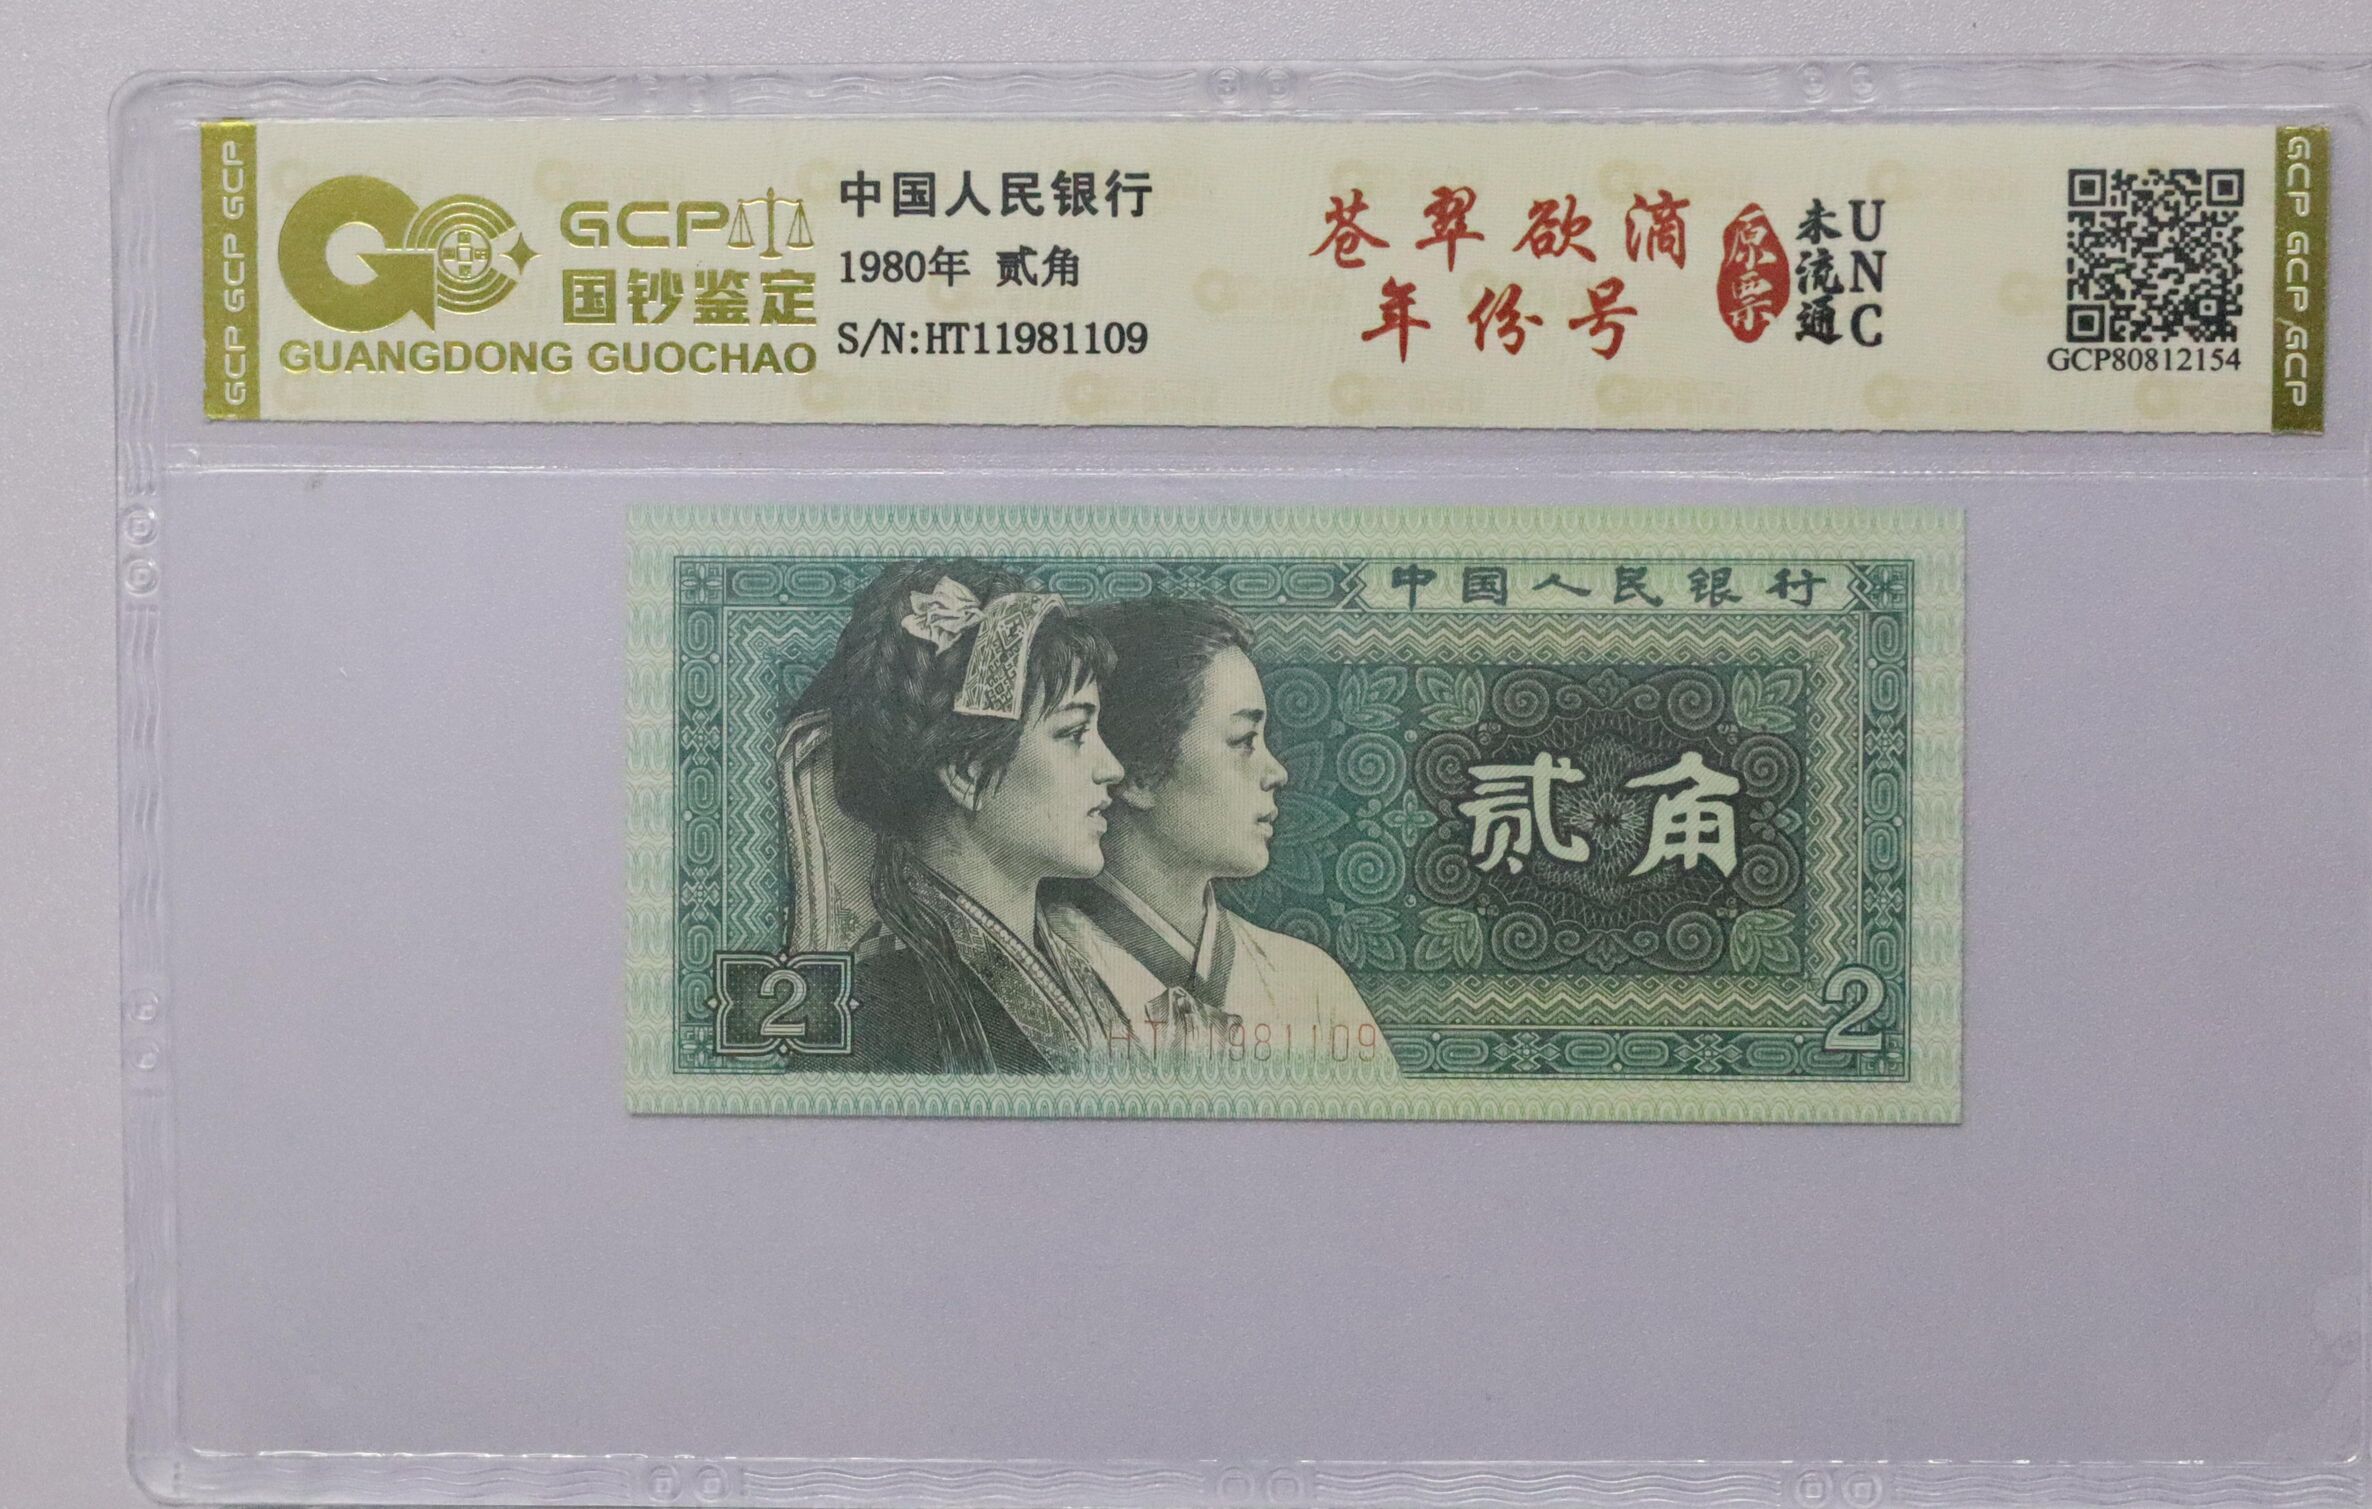 GCP GCP GCP
GCP
国钞鉴定
GUANGDONG GUOCHAO
中国人民银行
1980年 贰角
S/N:HT11981109
苍翠欲滴
年份号
原票
未流通
UNC
GCP80812154
GCP GCP GCP GCP
中国人民银行
贰角
2
HT11981109
2